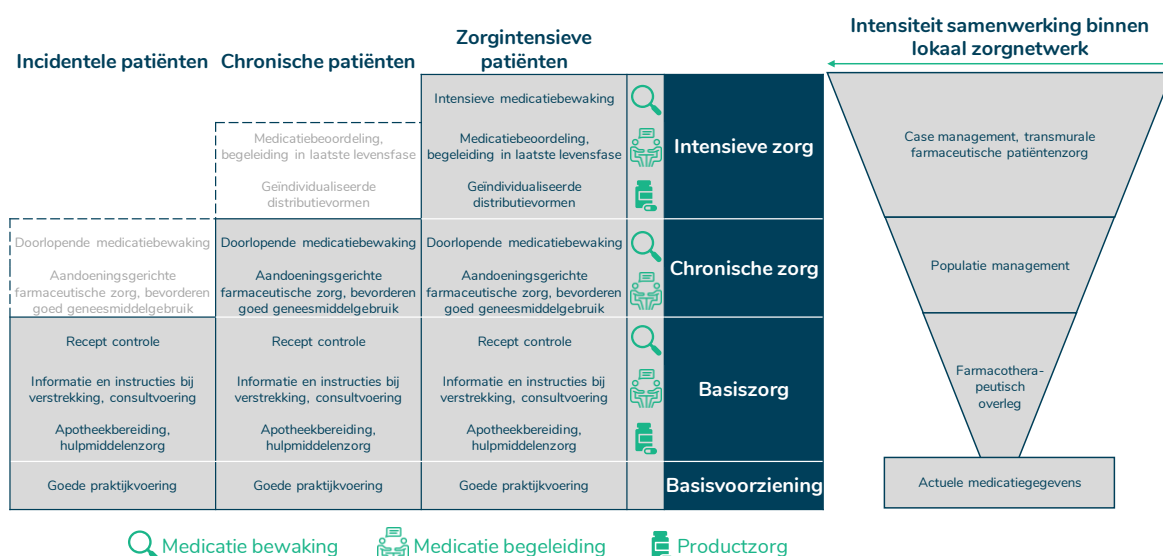 Incidentele patiënten
Chronische patiënten
Zorgintensieve
patiënten
Intensiteit samenwerking binnen
lokaal zorgnetwerk
Intensieve medicatiebewaking
Medicatiebeoordeling,
begeleiding in laatste levensfase
Medicatiebeoordeling,
begeleiding in laatste levensfase
Geïndividualiseerde
distributievormen
Geïndividualiseerde
distributievormen
Intensieve zorg
Case management, transmurale
farmaceutische patiëntenzorg
Doorlopende medicatiebewaking
Doorlopende medicatiebewaking
Doorlopende medicatiebewaking
Aandoeningsgerichte
farmaceutische zorg, bevorderen
goed geneesmiddelgebruik
Aandoeningsgerichte
farmaceutische zorg, bevorderen
goed geneesmiddelgebruik
Aandoeningsgerichte
farmaceutische zorg, bevorderen
goed geneesmiddelgebruik
Chronische zorg
Populatie management
Recept controle
Recept controle
Recept controle
Informatie en instructies bij
verstrekking, consultvoering
Informatie en instructies bij
verstrekking, consultvoering
Informatie en instructies bij
verstrekking, consultvoering
Apotheekbereiding,
hulpmiddelenzorg
Apotheekbereiding,
hulpmiddelenzorg
Apotheekbereiding,
hulpmiddelenzorg
Basiszorg
Farmacothera-
peutisch
overleg
Goede praktijkvoering
Goede praktijkvoering
Goede praktijkvoering
Basisvoorziening
Actuele medicatiegegevens
Medicatie bewaking
Medicatie begeleiding
Productzorg